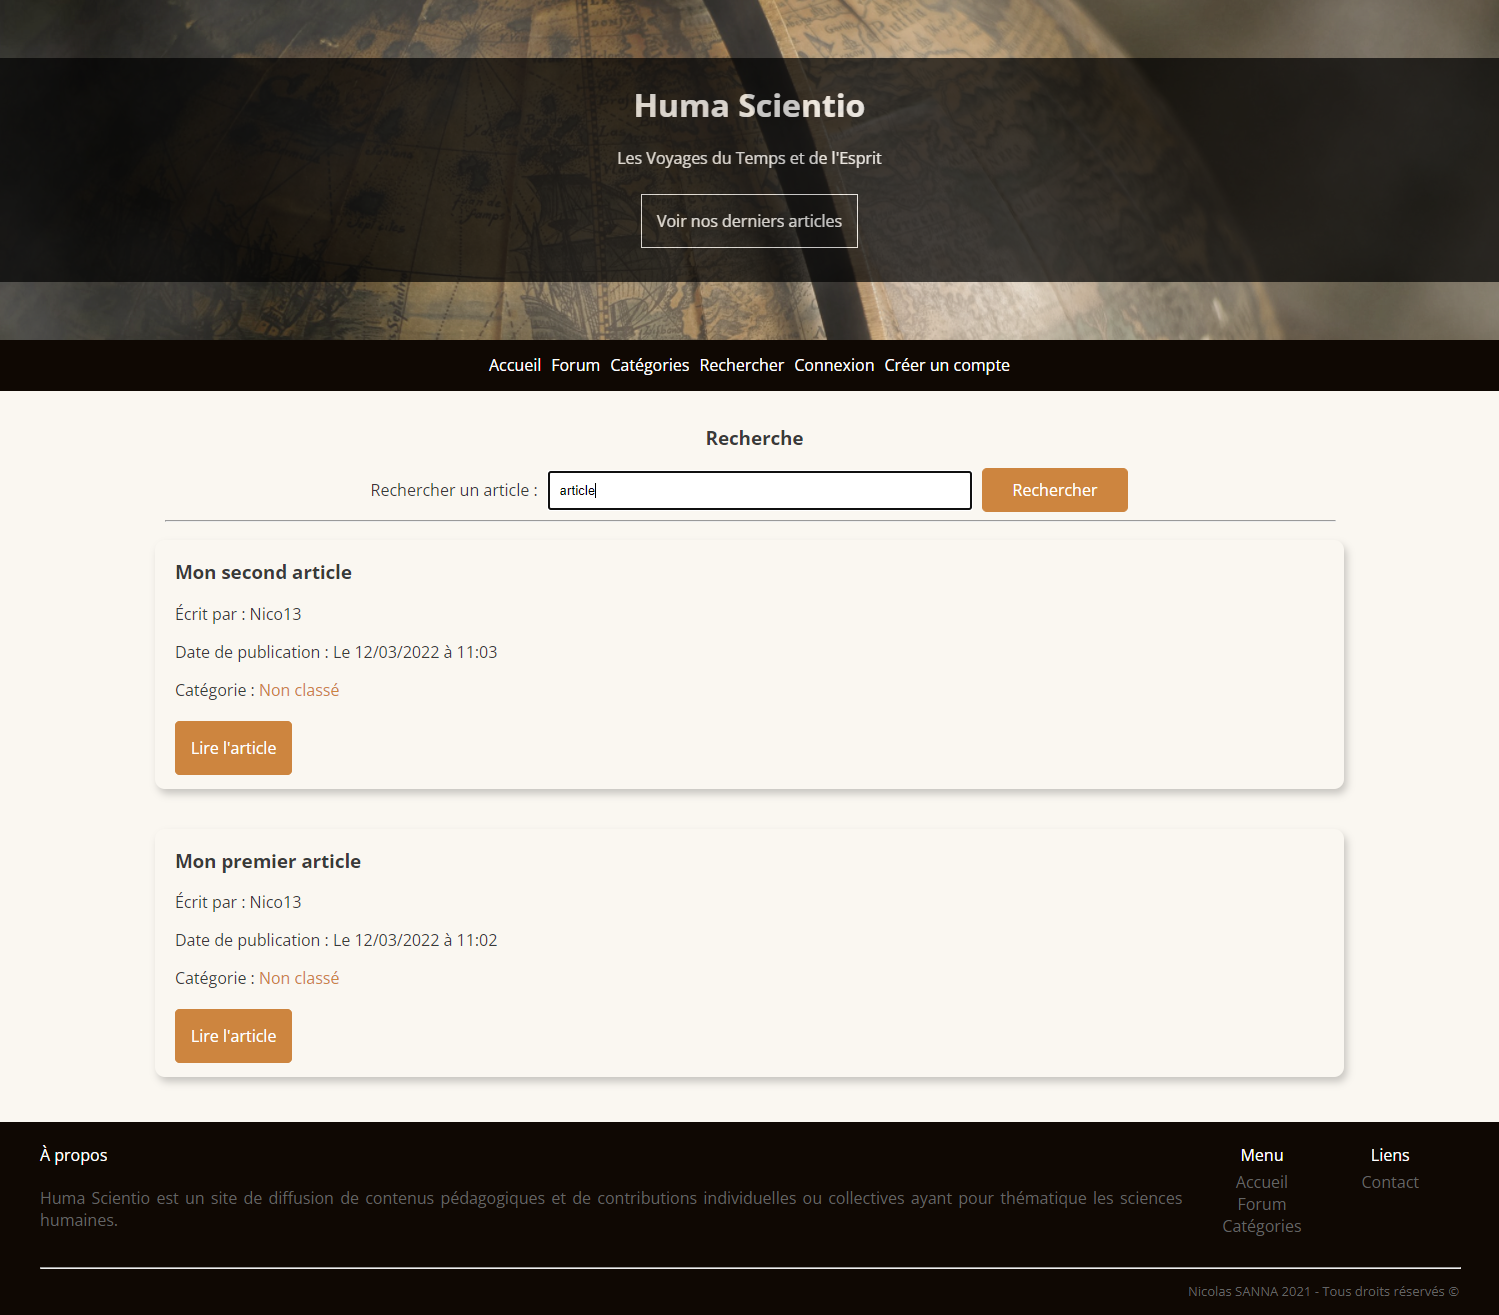 Huma Scientio
Les Voyages du Temps et de l'Esprit
Voir nos derniers articles
Accueil Forum Catégories Rechercher Connexion Créer un compte
Recherche
Rechercher un article : article Rechercher
Mon second article
Écrit par : Nico13
Date de publication : Le 12/03/2022 à 11:03
Catégorie : Non classé
Lire l'article
Mon premier article
Écrit par : Nico13
Date de publication : Le 12/03/2022 à 11:02
Catégorie : Non classé
Lire l'article
À propos
Huma Scientio est un site de diffusion de contenus pédagogiques et de contributions individuelles ou collectives ayant pour thématique les sciences
humaines.
Menu
Accueil
Forum
Catégories
Liens
Contact
Nicolas SANNA 2021 - Tous droits réservés ©